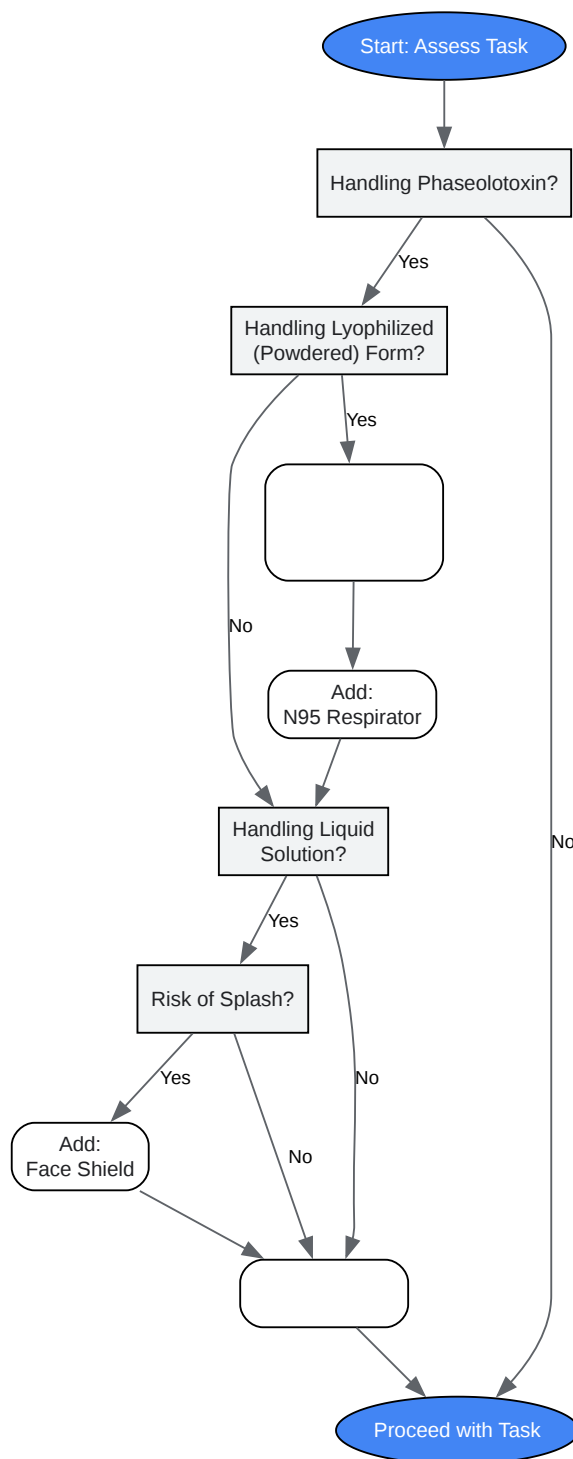 Start: Assess Task
Handling Phaseolotoxin?
Yes
Handling Lyophilized
(Powdered) Form?
Yes
No
Add:
N95 Respirator
Handling Liquid
Solution?
No
Yes
Risk of Splash?
Yes
No
No
Add:
Face Shield
Proceed with Task